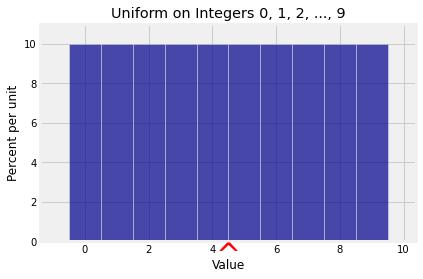 Uniform on Integers 0, 1, 2, ..., 9
Percent per unit
10
8
6
4
2
0
0 2 4 6 8 10
Value